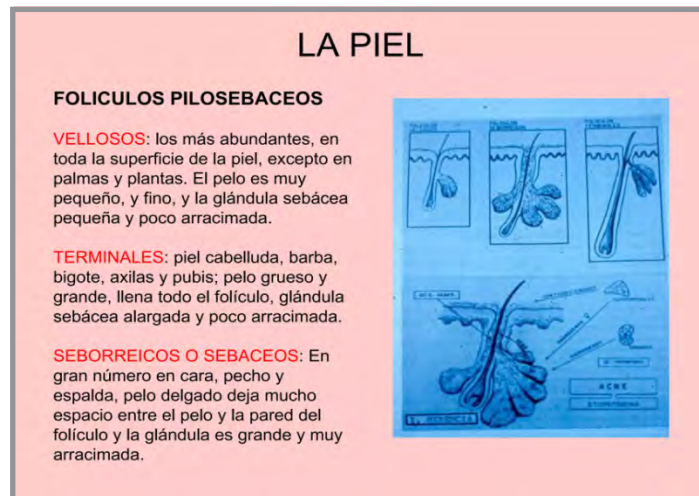 LA PIEL
FOLICULOS PILOSEBACEOS
VELLOSOS: los más abundantes, en
toda la superficie de la piel, excepto en
palmas y plantas. El pelo es muy
pequeño, y fino, y la glándula sebácea
pequeña y poco arracimada.
TERMINALES: piel cabelluda, barba,
bigote, axilas y pubis; pelo grueso y
grande, llena todo el folículo, glándula
sebácea alargada y poco arracimada.
SEBORREICOS O SEBACEOS: En
gran número en cara, pecho y
espalda, pelo delgado deja mucho
espacio entre el pelo y la pared del
folículo y la glándula es grande y muy
arracimada.
ACNE